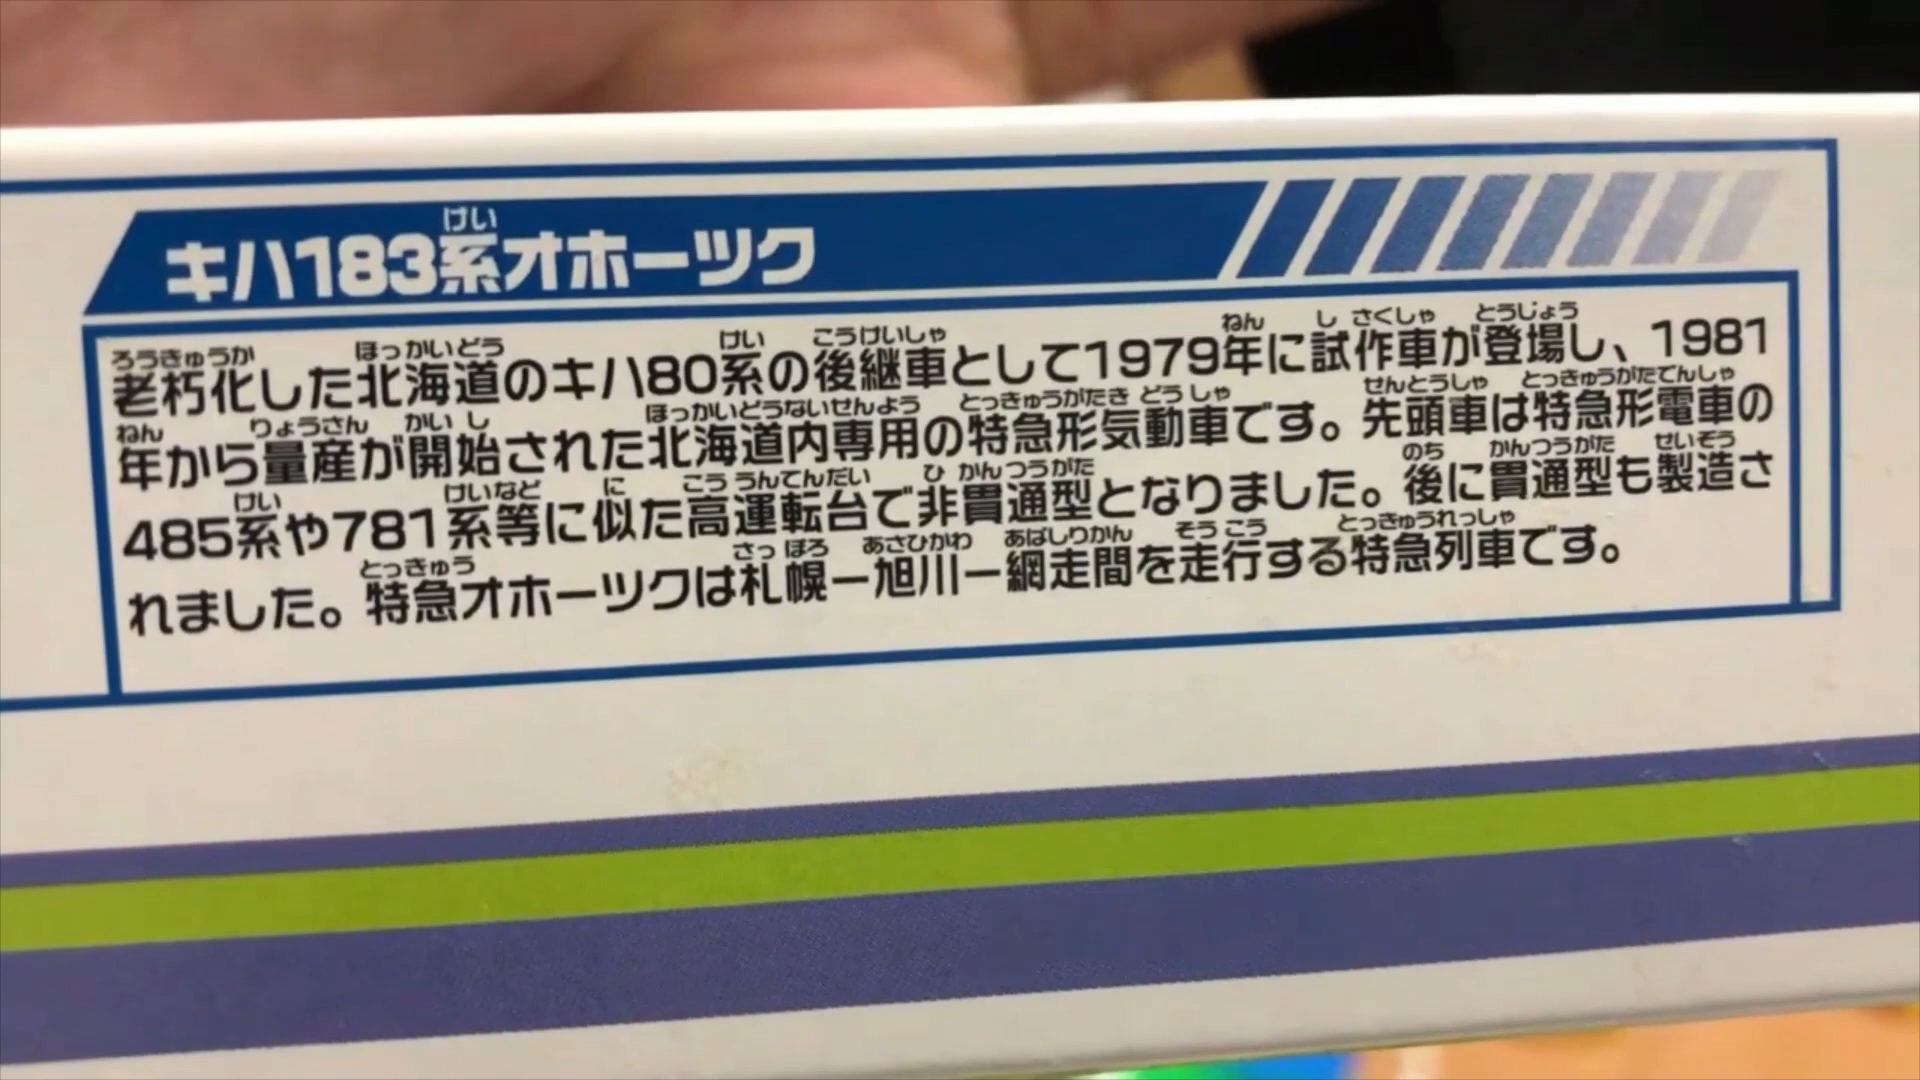 キハ183系オホーツク
老朽化した北海道のキハ80系の後継車として1979年に試作車が登場し、1981
年から量産が開始された北海道内専用の特急形気動車です。先頭車は特急形電車の
485系や781系等に似た高運転台で非貫通型となりました。後に貫通型も製造さ
れました。特急オホーツクは札幌ー旭川ー網走間を走行する特急列車です。